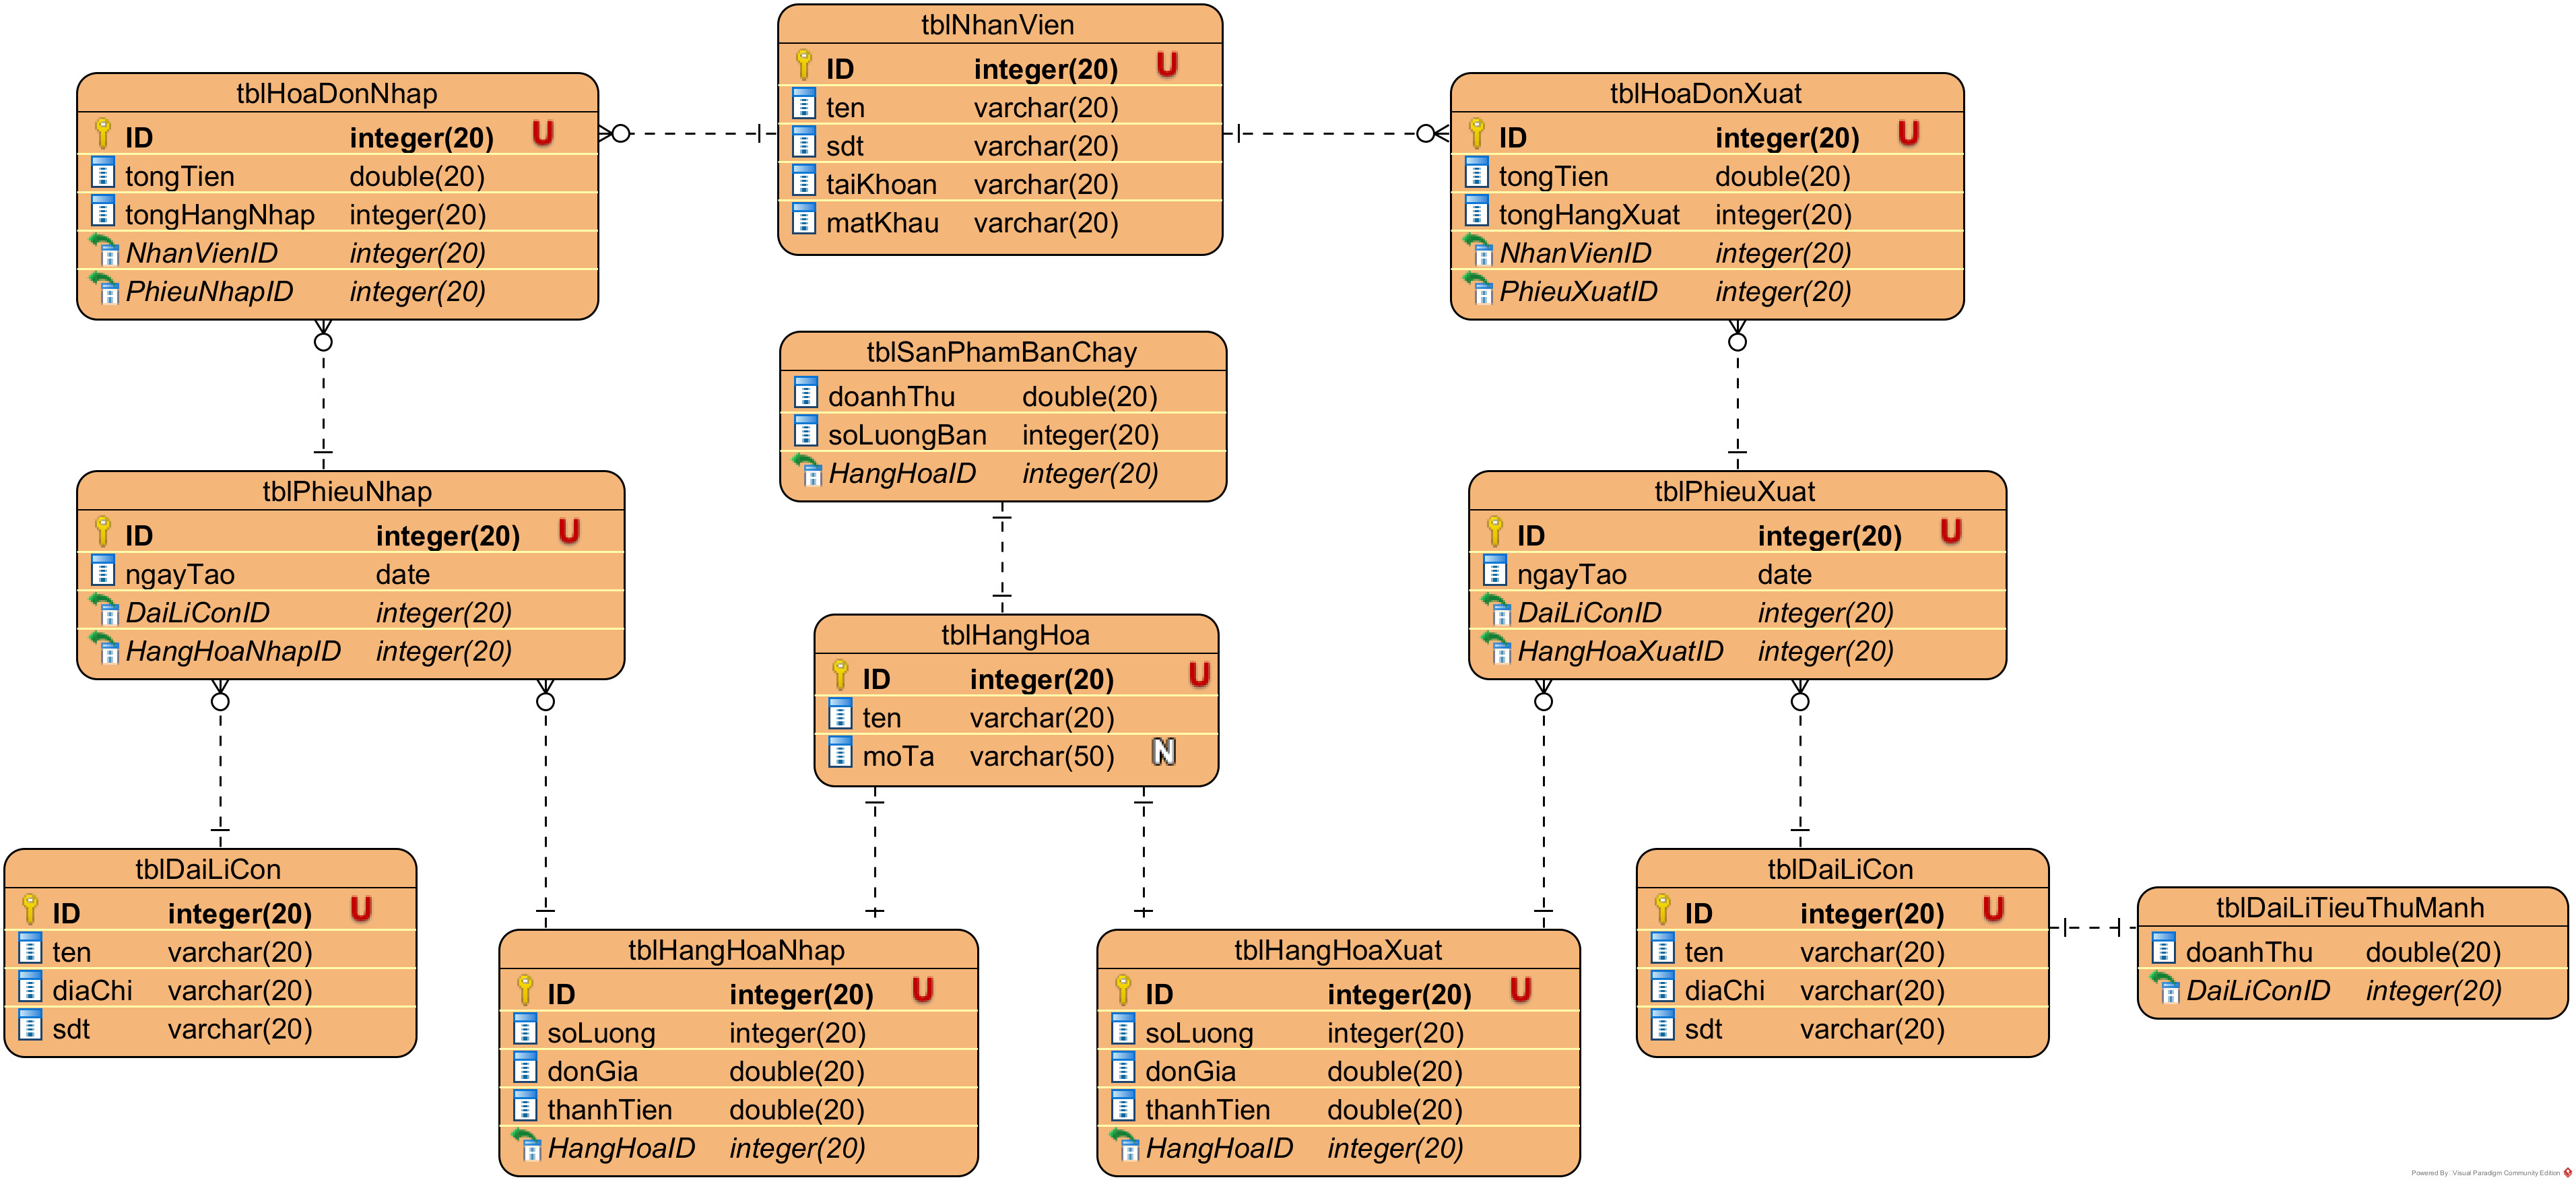 tblNhanVien
ID integer(20) U
ten varchar(20)
sdt varchar(20)
taiKhoan varchar(20)
matKhau varchar(20)
tblHoaDonNhap
ID integer(20) U
tongTien double(20)
tongHangNhap integer(20)
NhanVienID integer(20)
PhieuNhapID integer(20)
tblHoaDonXuat
ID integer(20) U
tongTien double(20)
tongHangXuat integer(20)
NhanVienID integer(20)
PhieuXuatID integer(20)
tblSanPhamBanChay
doanhThu double(20)
soLuongBan integer(20)
HangHoaID integer(20)
tblPhieuNhap
ID integer(20) U
ngayTao date
DaiLiConID integer(20)
HangHoaNhapID integer(20)
tblHangHoa
ID integer(20) U
ten varchar(20)
moTa varchar(50) N
tblPhieuXuat
ID integer(20) U
ngayTao date
DaiLiConID integer(20)
HangHoaXuatID integer(20)
tblDaiLiCon
ID integer(20) U
ten varchar(20)
diaChi varchar(20)
sdt varchar(20)
tblHangHoaNhap
ID integer(20) U
soLuong integer(20)
donGia double(20)
thanhTien double(20)
HangHoaID integer(20)
tblHangHoaXuat
ID integer(20) U
soLuong integer(20)
donGia double(20)
thanhTien double(20)
HangHoaID integer(20)
tblDaiLiCon
ID integer(20) U
ten varchar(20)
diaChi varchar(20)
sdt varchar(20)
tblDaiLiTieuThuManh
doanhThu double(20)
DaiLiConID integer(20)
Powered By Visual Paradigm Community Edition